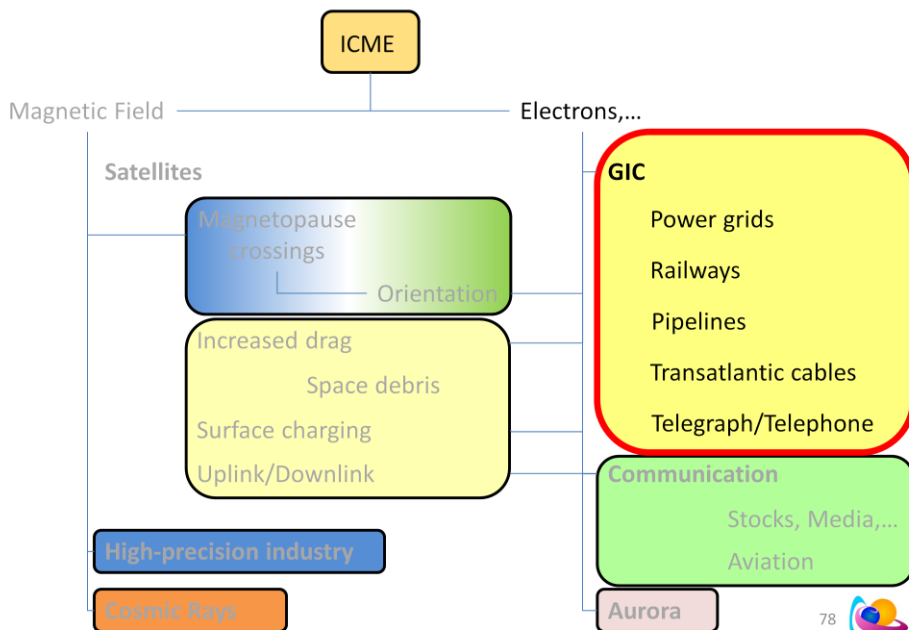 ICME
Magnetic Field
Electrons,...
Satellites
Magnetopause
crossings
Orientation
Increased drag
Space debris
Surface charging
Uplink/Downlink
High-precision industry
Cosmic Rays
GIC
Power grids
Railways
Pipelines
Transatlantic cables
Telegraph/Telephone
Communication
Stocks, Media,...
Aviation
Aurora
78